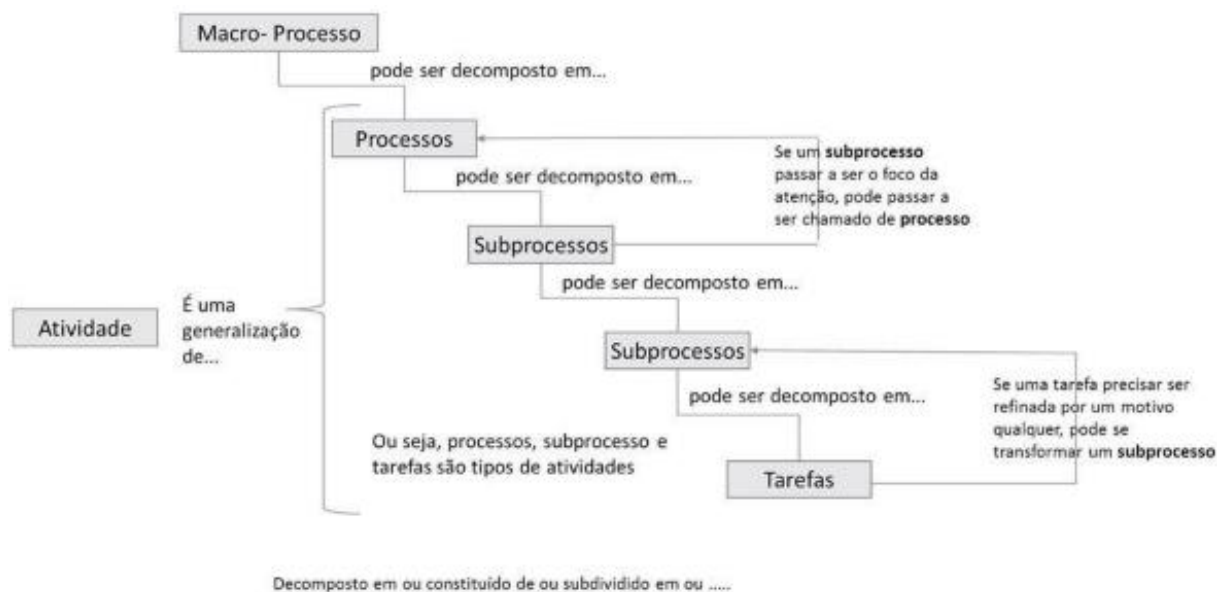 Macro- Processo
pode ser decomposto em...
Processos
pode ser decomposto em...
Se um subprocesso
passar a ser o foco da
atenção, pode passar a
ser chamado de processo
Subprocessos
pode ser decomposto em...
Atividade
É uma
generalização
de...
Subprocessos
pode ser decomposto em...
Se uma tarefa precisar ser
refinada por um motivo
qualquer, pode se
transformar um subprocesso
Ou seja, processos, subprocesso e
tarefas são tipos de atividades
Tarefas
Decomposto em ou constituído de ou subdividido em ou .....